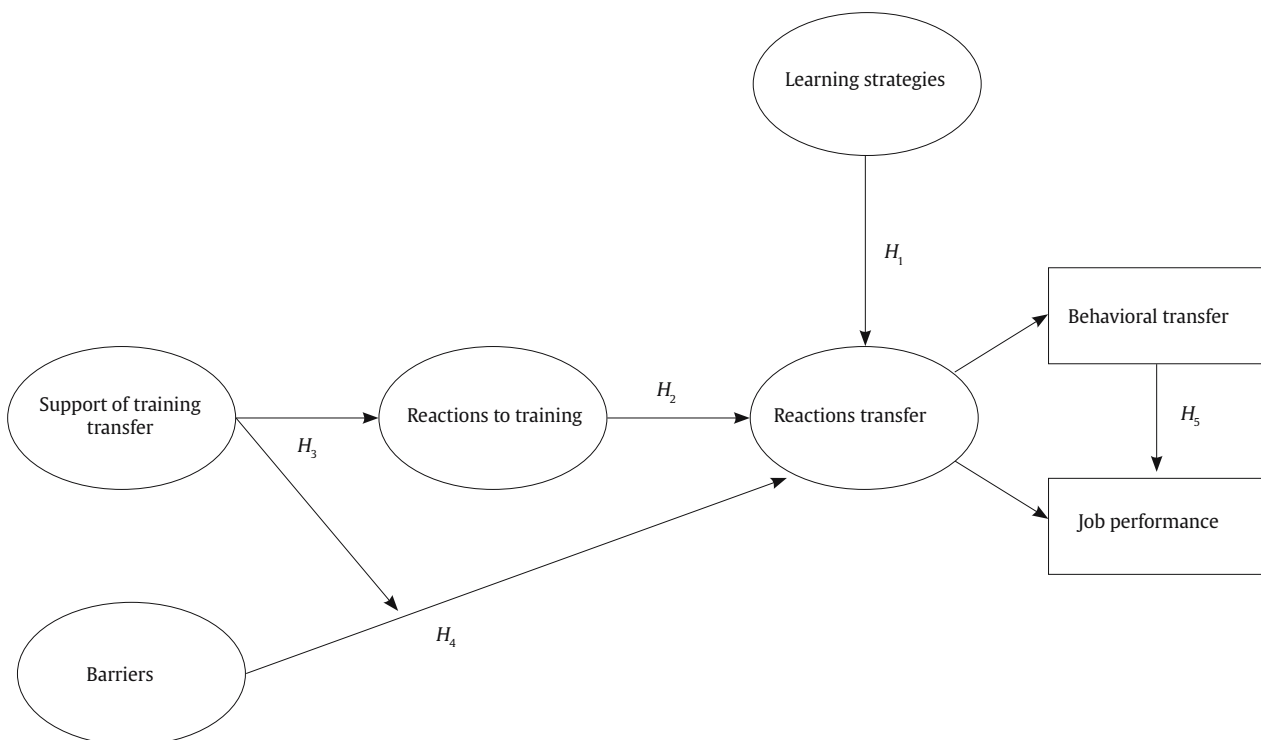 Learning strategies
H1
Behavioral transfer
Support of training
transfer
H3
Reactions to training
H2
Reactions transfer
H5
Job performance
H4
Barriers